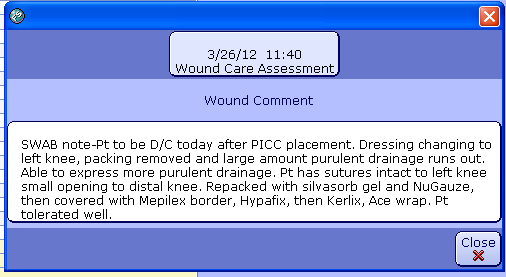 3/26/12 11:40
Wound Care Assessment
Wound Comment
SWAB note-Pt to be D/C today after PICC placement. Dressing changing to
left knee, packing removed and large amount purulent drainage runs out.
Able to express more purulent drainage. Pt has sutures intact to left knee
small opening to distal knee. Repacked with silvasorb gel and NuGauze,
then covered with Mepilex border, Hypafix, then Kerlix, Ace wrap. Pt
tolerated well.
Close